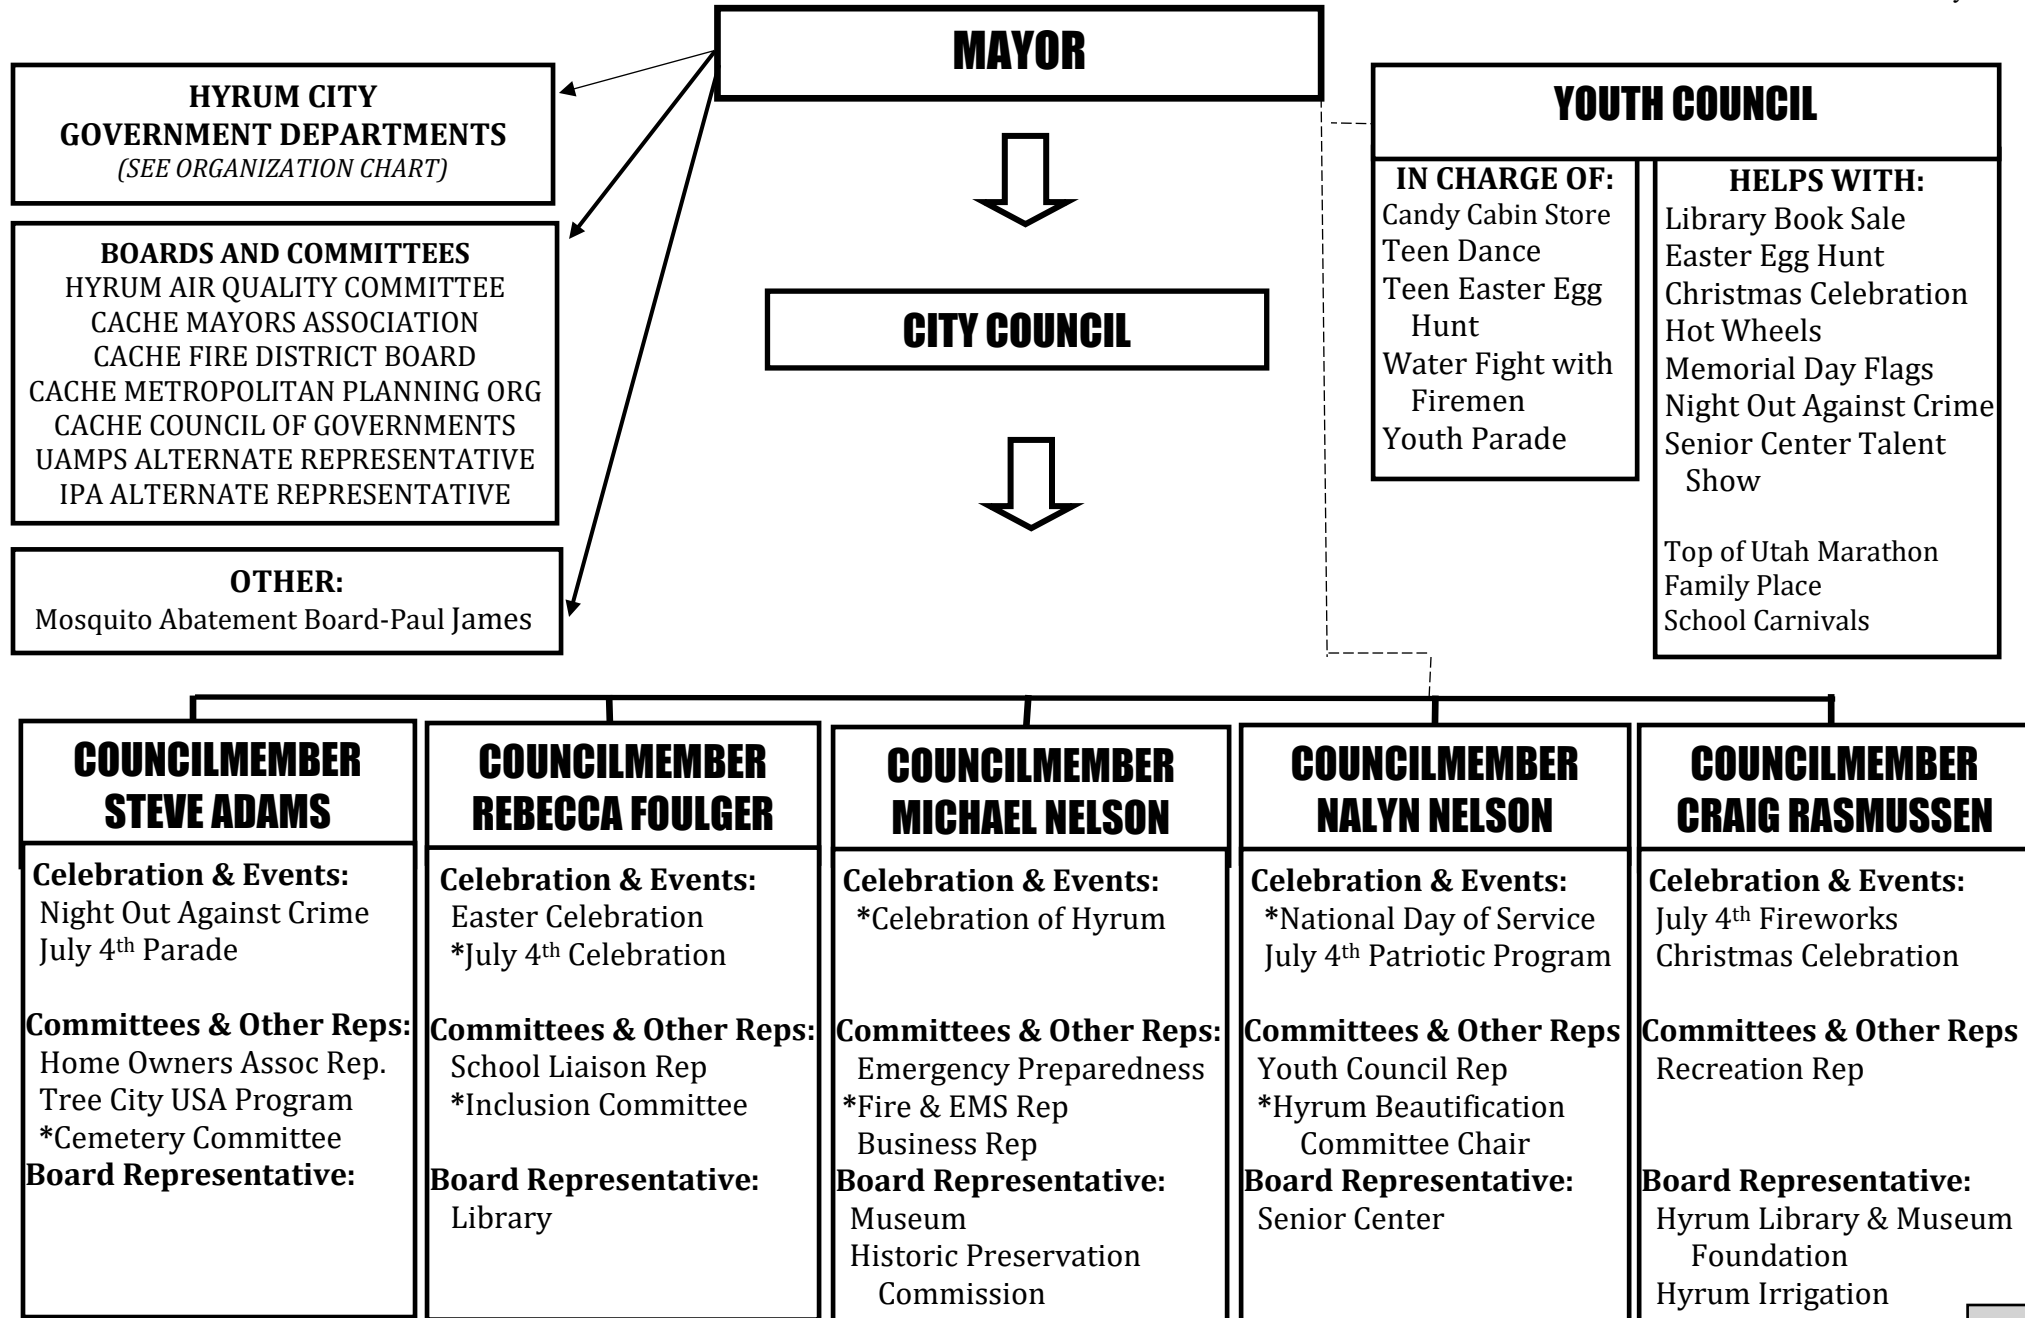 MAYOR
HYRUM CITY
GOVERNMENT DEPARTMENTS
(SEE ORGANIZATION CHART)
BOARDS AND COMMITTEES
HYRUM AIR QUALITY COMMITTEE
CACHE MAYORS ASSOCIATION
CACHE FIRE DISTRICT BOARD
CACHE METROPOLITAN PLANNING ORG
CACHE COUNCIL OF GOVERNMENTS
UAMPS ALTERNATE REPRESENTATIVE
IPA ALTERNATE REPRESENTATIVE
OTHER:
Mosquito Abatement Board-Paul James
CITY COUNCIL
YOUTH COUNCIL
IN CHARGE OF:
Candy Cabin Store
Teen Dance
Teen Easter Egg
Hunt
Water Fight with
Firemen
Youth Parade
HELPS WITH:
Library Book Sale
Easter Egg Hunt
Christmas Celebration
Hot Wheels
Memorial Day Flags
Night Out Against Crime
Senior Center Talent
Show
Top of Utah Marathon
Family Place
School Carnivals
COUNCILMEMBER
STEVE ADAMS
Celebration & Events:
Night Out Against Crime
July 4th Parade
Committees & Other Reps:
Home Owners Assoc Rep.
Tree City USA Program
*Cemetery Committee
Board Representative:
COUNCILMEMBER
REBECCA FOULGER
Celebration & Events:
Easter Celebration
*July 4th Celebration
Committees & Other Reps:
School Liaison Rep
*Inclusion Committee
Board Representative:
Library
COUNCILMEMBER
MICHAEL NELSON
Celebration & Events:
*Celebration of Hyrum
Committees & Other Reps:
Emergency Preparedness
*Fire & EMS Rep
Business Rep
Board Representative:
Museum
Historic Preservation
Commission
COUNCILMEMBER
NALYN NELSON
Celebration & Events:
*National Day of Service
July 4th Patriotic Program
Committees & Other Reps
Youth Council Rep
*Hyrum Beautification
Committee Chair
Board Representative:
Senior Center
COUNCILMEMBER
CRAIG RASMUSSEN
Celebration & Events:
July 4th Fireworks
Christmas Celebration
Committees & Other Reps
Recreation Rep
Board Representative:
Hyrum Library & Museum
Foundation
Hyrum Irrigation